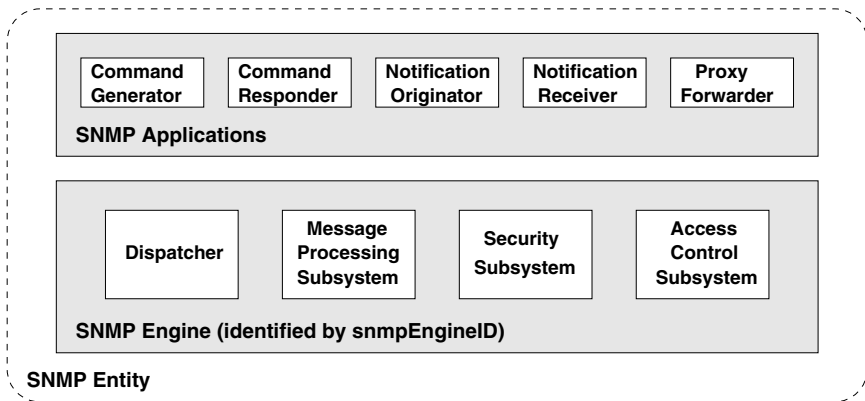 Command
Generator
Command
Responder
Notification
Originator
Notification
Receiver
Proxy
Forwarder
SNMP Applications
Dispatcher
Message
Processing
Subsystem
Security
Subsystem
Access
Control
Subsystem
SNMP Engine (identified by snmpEngineID)
SNMP Entity